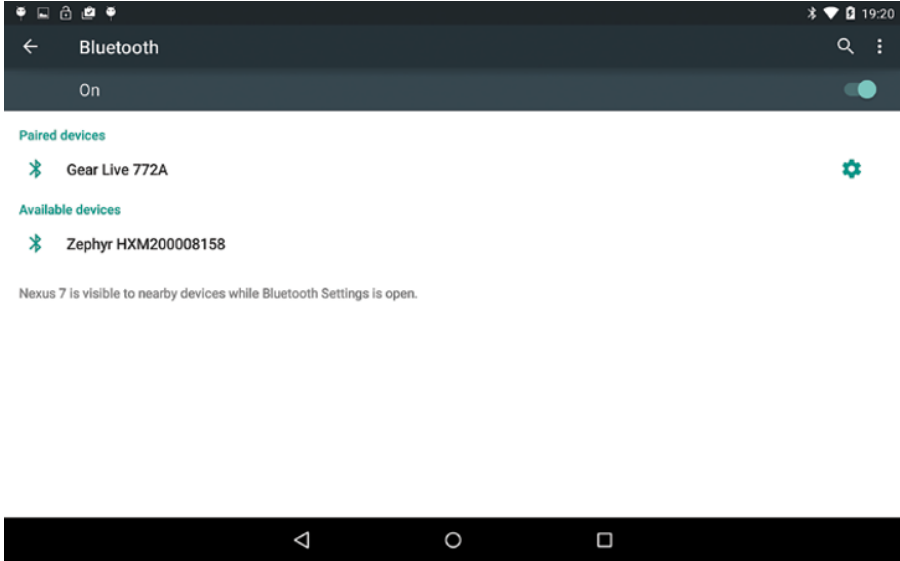 19:20
Bluetooth
On
Paired devices
Gear Live 772A
Available devices
Zephyr HXM200008158
Nexus 7 is visible to nearby devices while Bluetooth Settings is open.